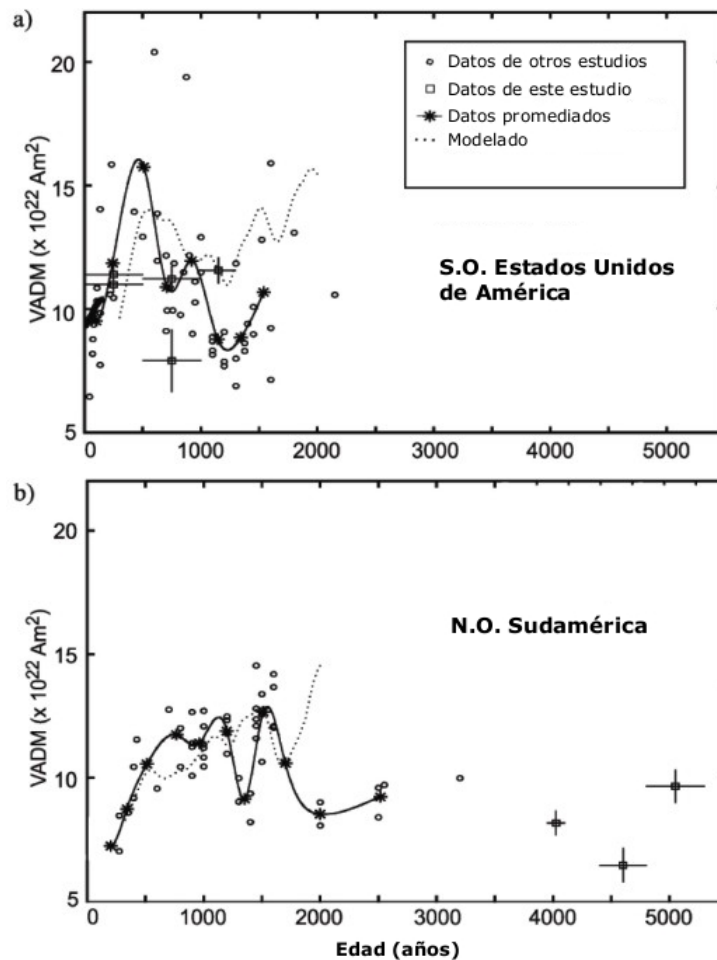 a)
20
15
10
5
VADM (x 10²² Am²)
Datos de otros estudios
Datos de este estudio
Datos promediados
Modelado
S.O. Estados Unidos
de América
0 1000 2000 3000 4000 5000
b)
20
15
10
5
VADM (x 10²² Am²)
N.O. Sudamérica
0 1000 2000 3000 4000 5000
Edad (años)